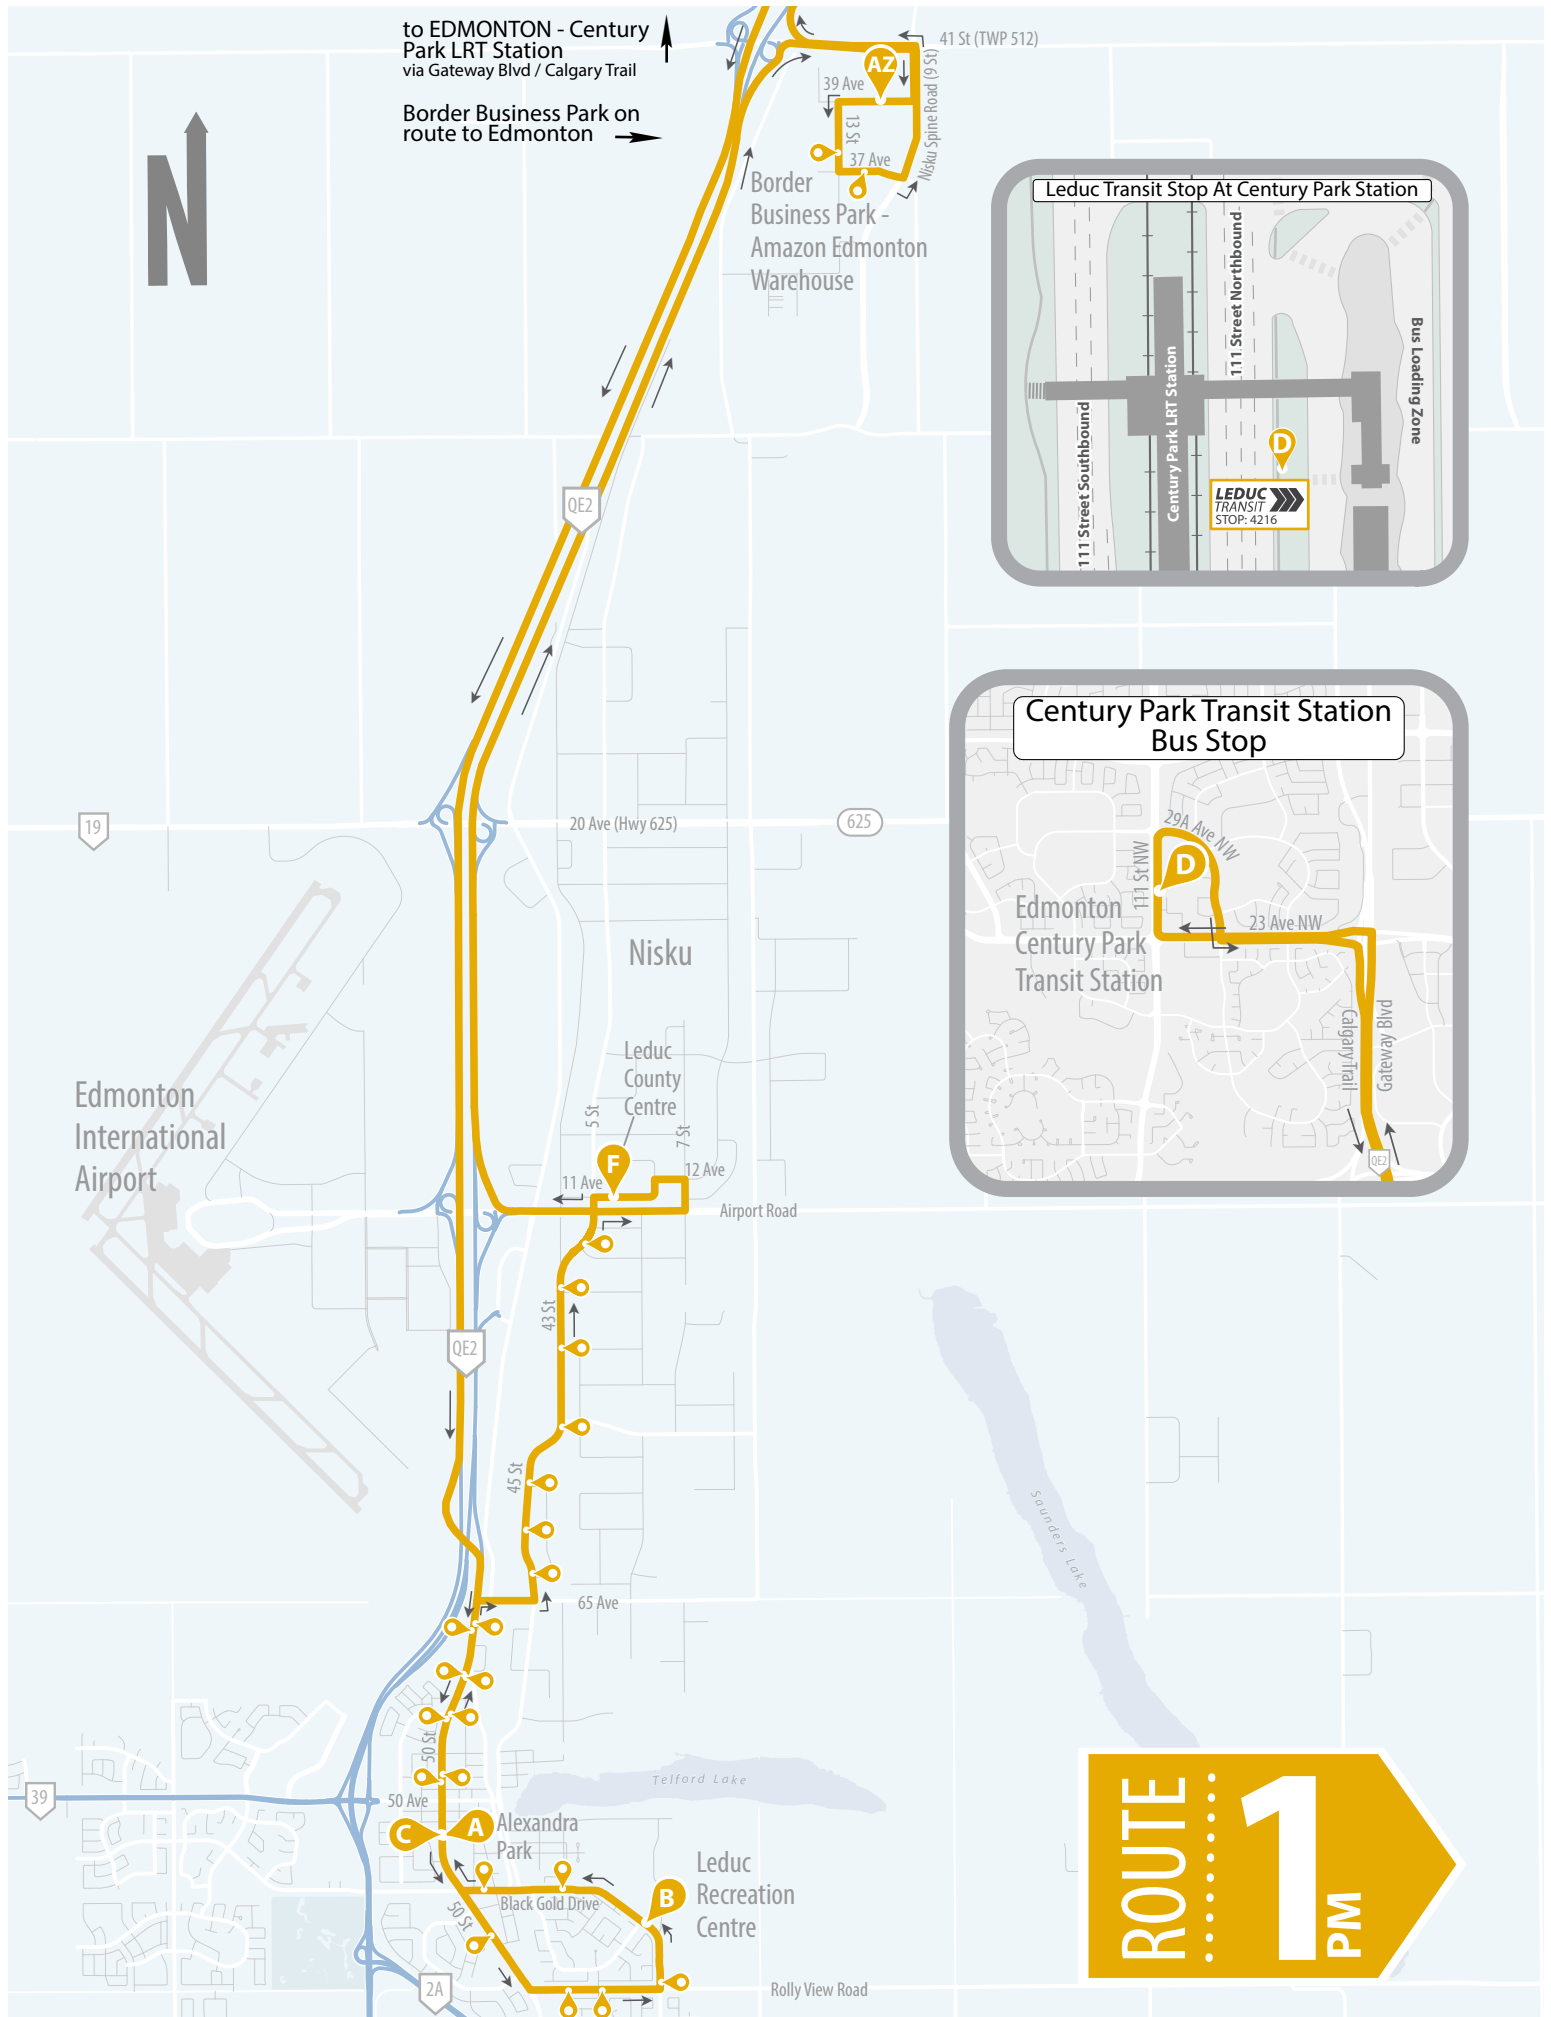 to EDMONTON - Century
Park LRT Station
via Gateway Blvd / Calgary Trail
Border Business Park on
route to Edmonton
N
41 St (TWP 512)
AZ
39 Ave
13 St
37 Ave
Nisku Spine Road (9 St)
Border
Business Park -
Amazon Edmonton
Warehouse
Leduc Transit Stop At Century Park Station
111 Street Northbound
111 Street Southbound
Century Park LRT Station
Bus Loading Zone
D
LEDUC
TRANSIT
STOP: 4216
QE2
Century Park Transit Station
Bus Stop
29A Ave NW
111 St NW
D
23 Ave NW
Edmonton
Century Park
Transit Station
Calgary Trail
Gateway Blvd
QE2
19
20 Ave (Hwy 625)
625
Nisku
Edmonton
International
Airport
Leduc
County
Centre
5 St
7 St
F
11 Ave
12 Ave
Airport Road
43 St
QE2
45 St
Saunders Lake
65 Ave
50 St
Telford Lake
39
50 Ave
C
A
Alexandra
Park
Leduc
Recreation
Centre
B
Black Gold Drive
50 St
2A
Rolly View Road
ROUTE
1
PM